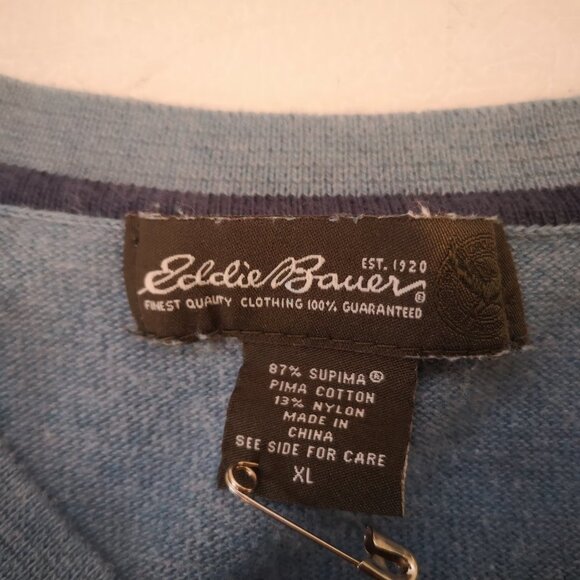 EST. 1920
Eddie Bauer®
FINEST QUALITY CLOTHING 100% GUARANTEED
87% SUPIMA®
PIMA COTTON
13% NYLON
MADE IN
CHINA
SEE SIDE FOR CARE
XL